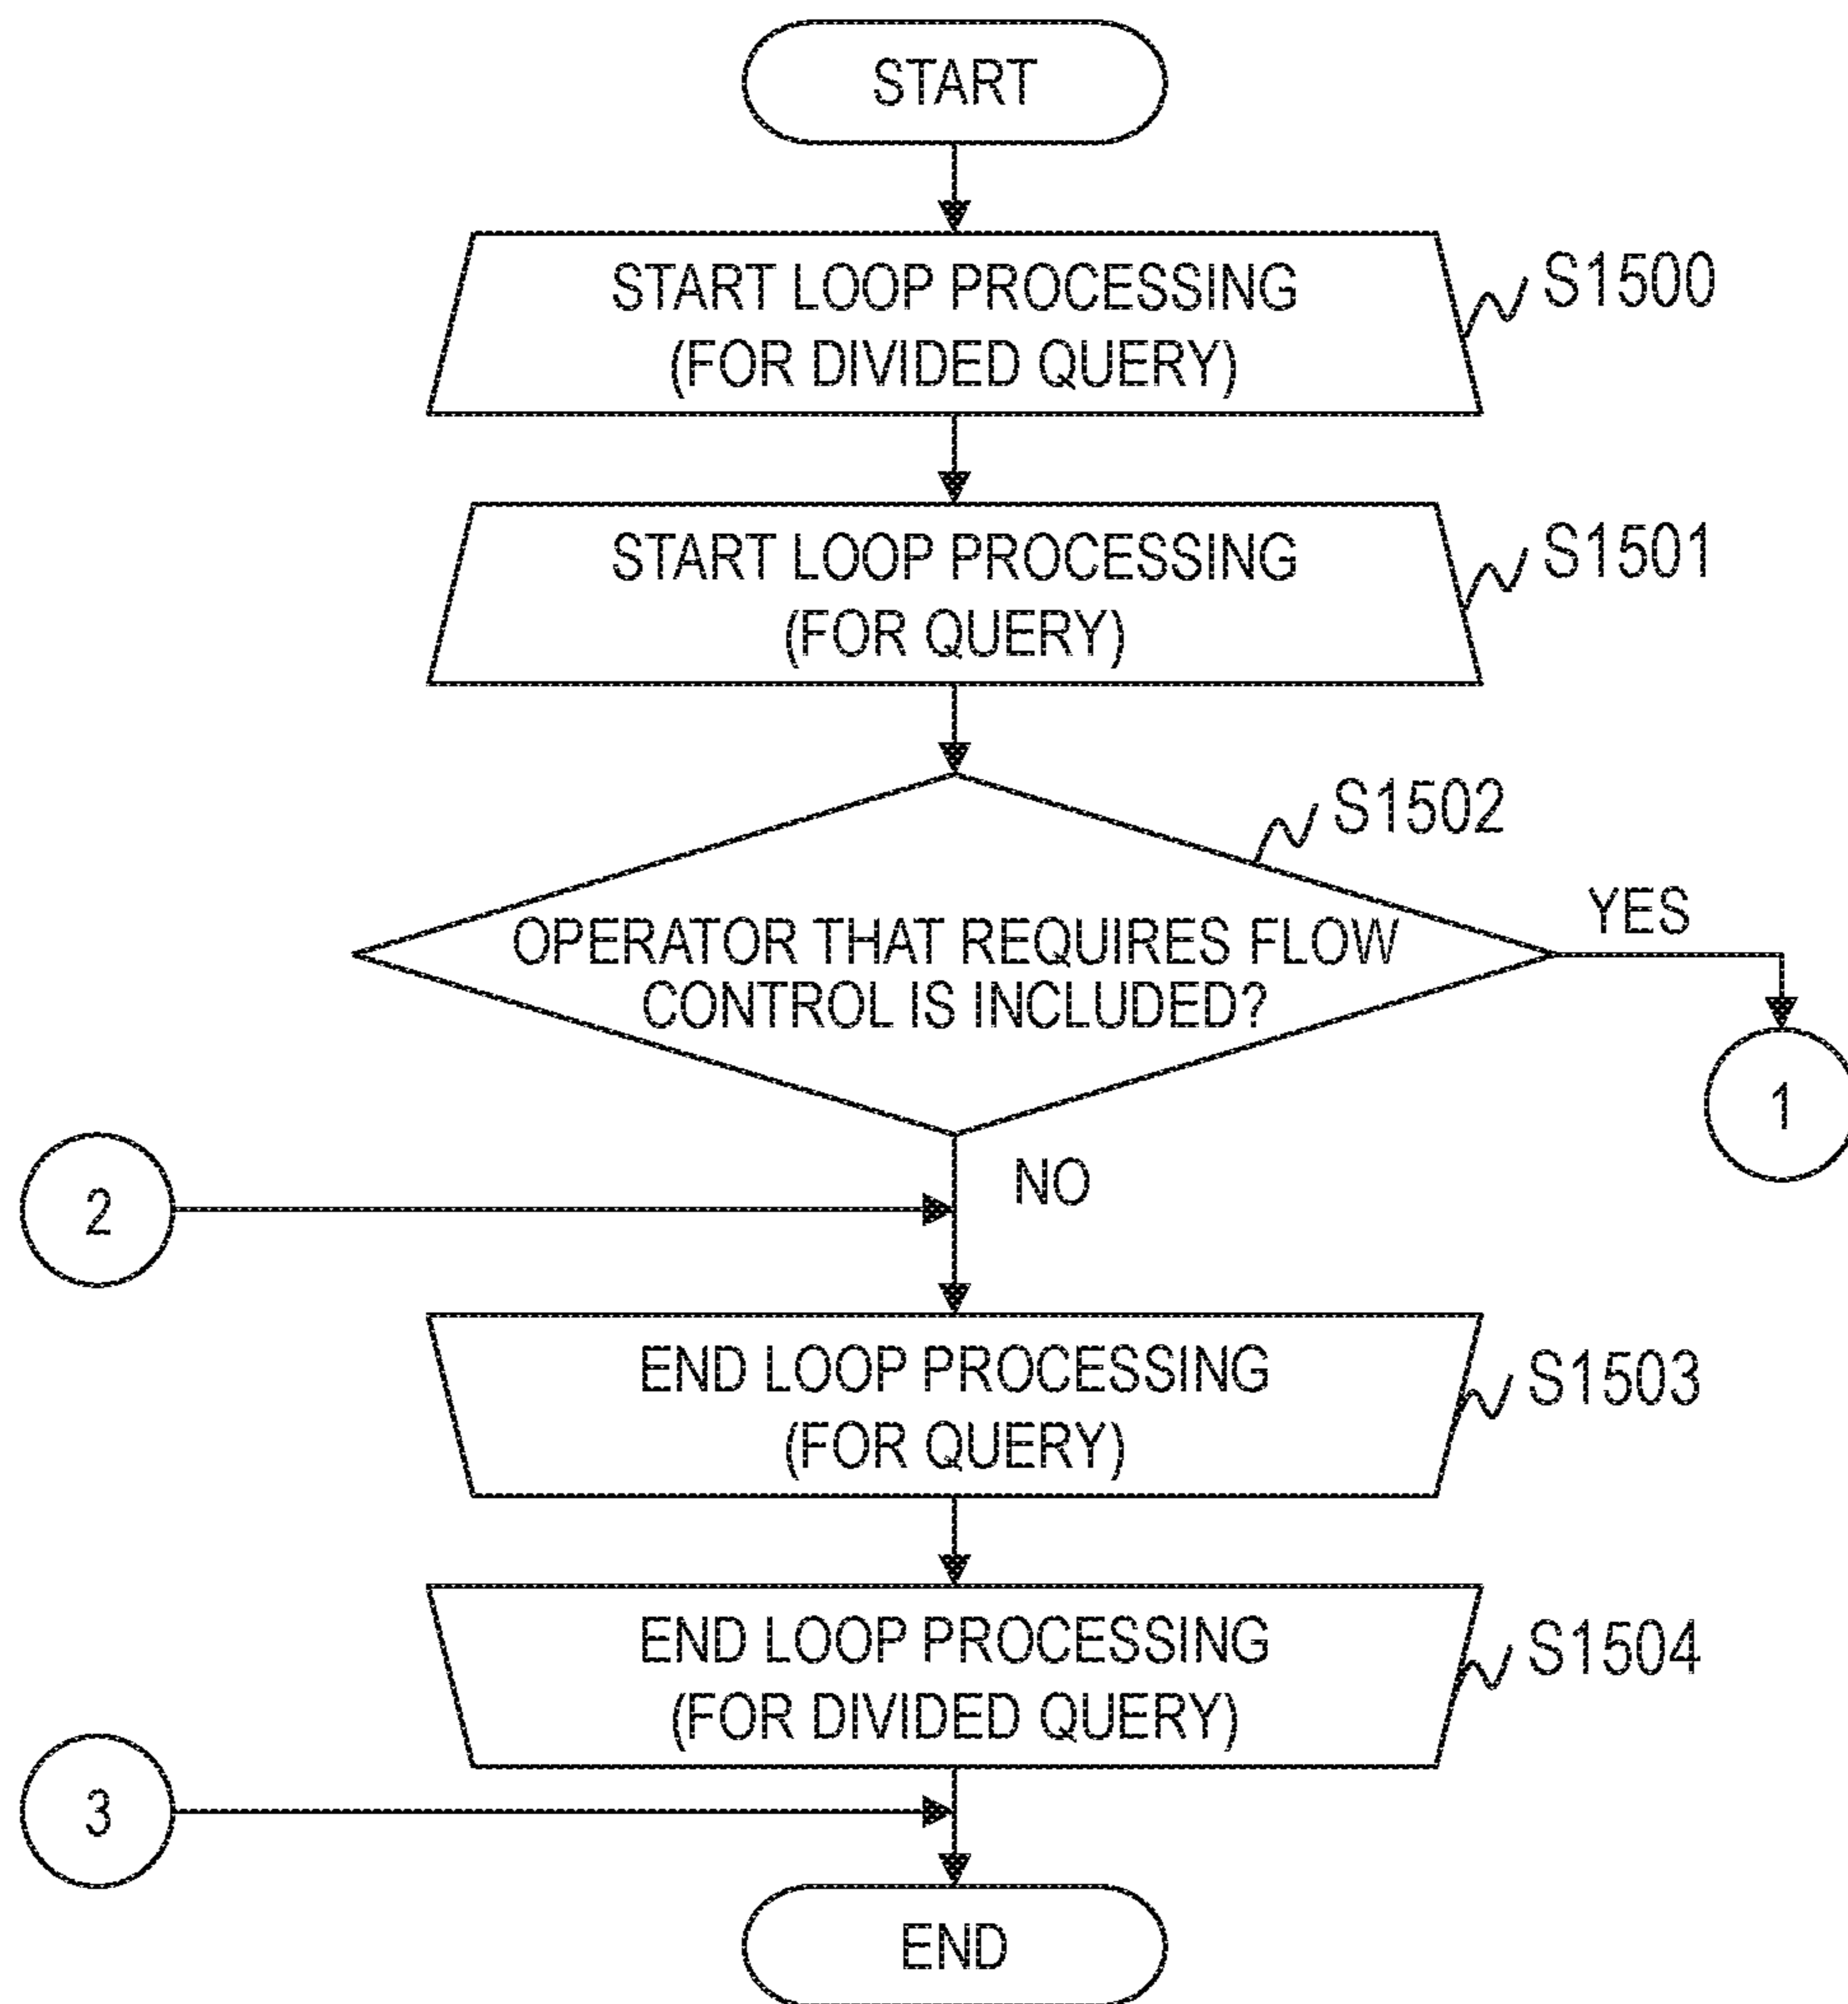 START
START LOOP PROCESSING
(FOR DIVIDED QUERY)
S1500
START LOOP PROCESSING
(FOR QUERY)
S1501
S1502
OPERATOR THAT REQUIRES FLOW
CONTROL IS INCLUDED?
YES
1
NO
2
END LOOP PROCESSING
(FOR QUERY)
S1503
END LOOP PROCESSING
(FOR DIVIDED QUERY)
S1504
3
END